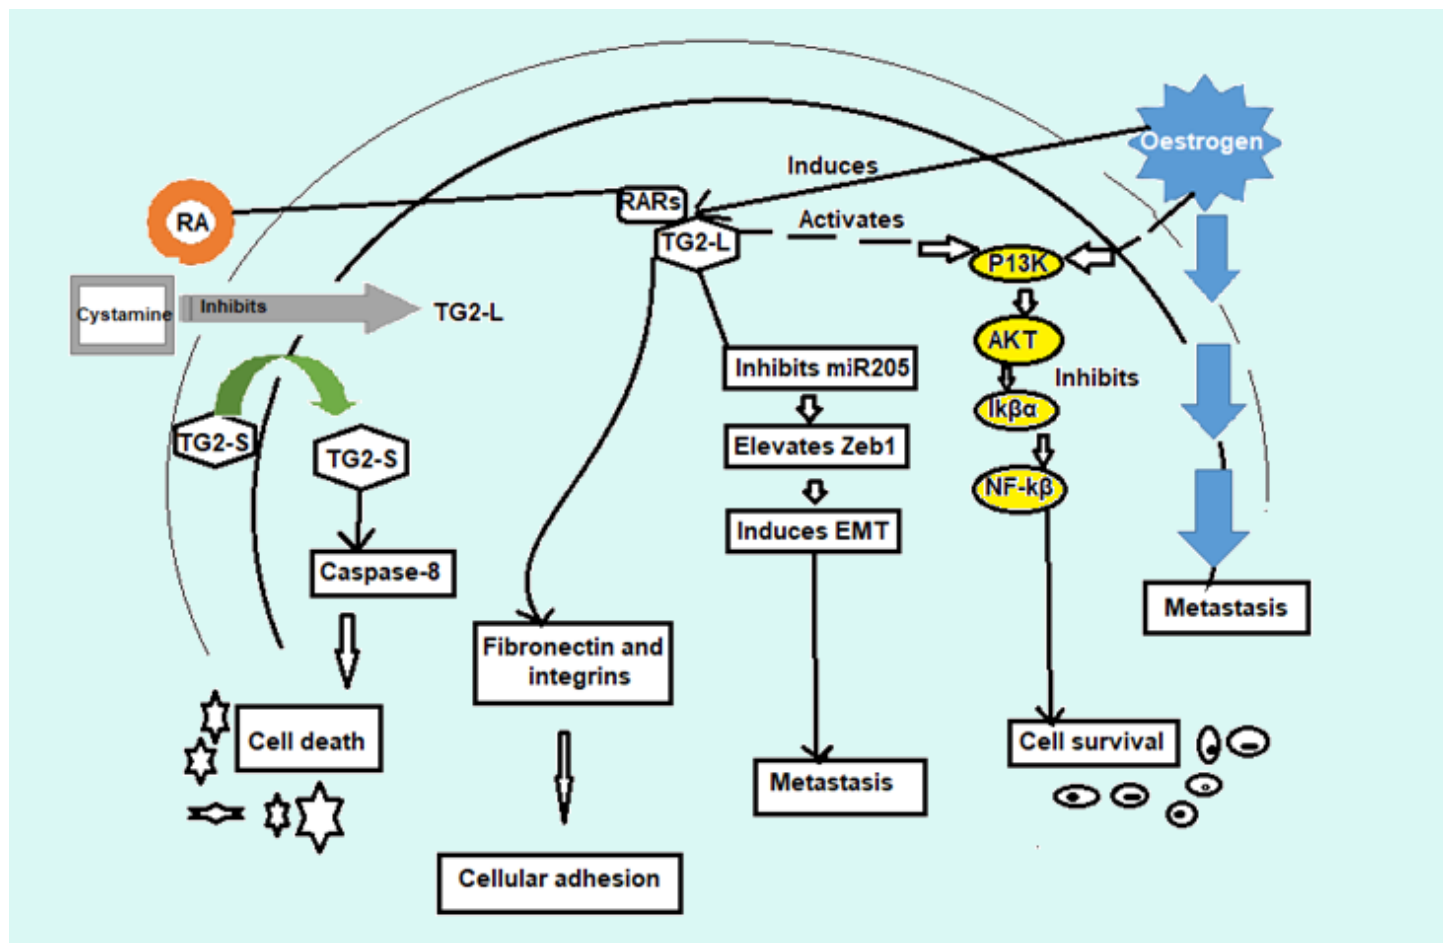 Oestrogen
Induces
RARs
RA
Activates
TG2-L
P13K
Cystamine
Inhibits
TG2-L
AKT
Inhibits miR205
Inhibits
Ikβα
TG2-S
TG2-S
Elevates Zeb1
NF-kβ
Induces EMT
Caspase-8
Metastasis
Fibronectin and
integrins
Cell death
Cell survival
Metastasis
Cellular adhesion